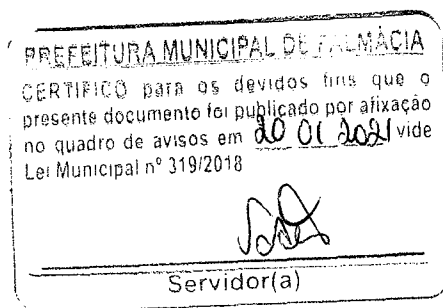 PREFEITURA MUNICIPAL DE PALMÁCIA
CERTIFICO para os devidos fins que o
presente documento foi publicado por afixação
no quadro de avisos em 20 01 2021 vide
Lei Municipal nº 319/2018
Servidor(a)